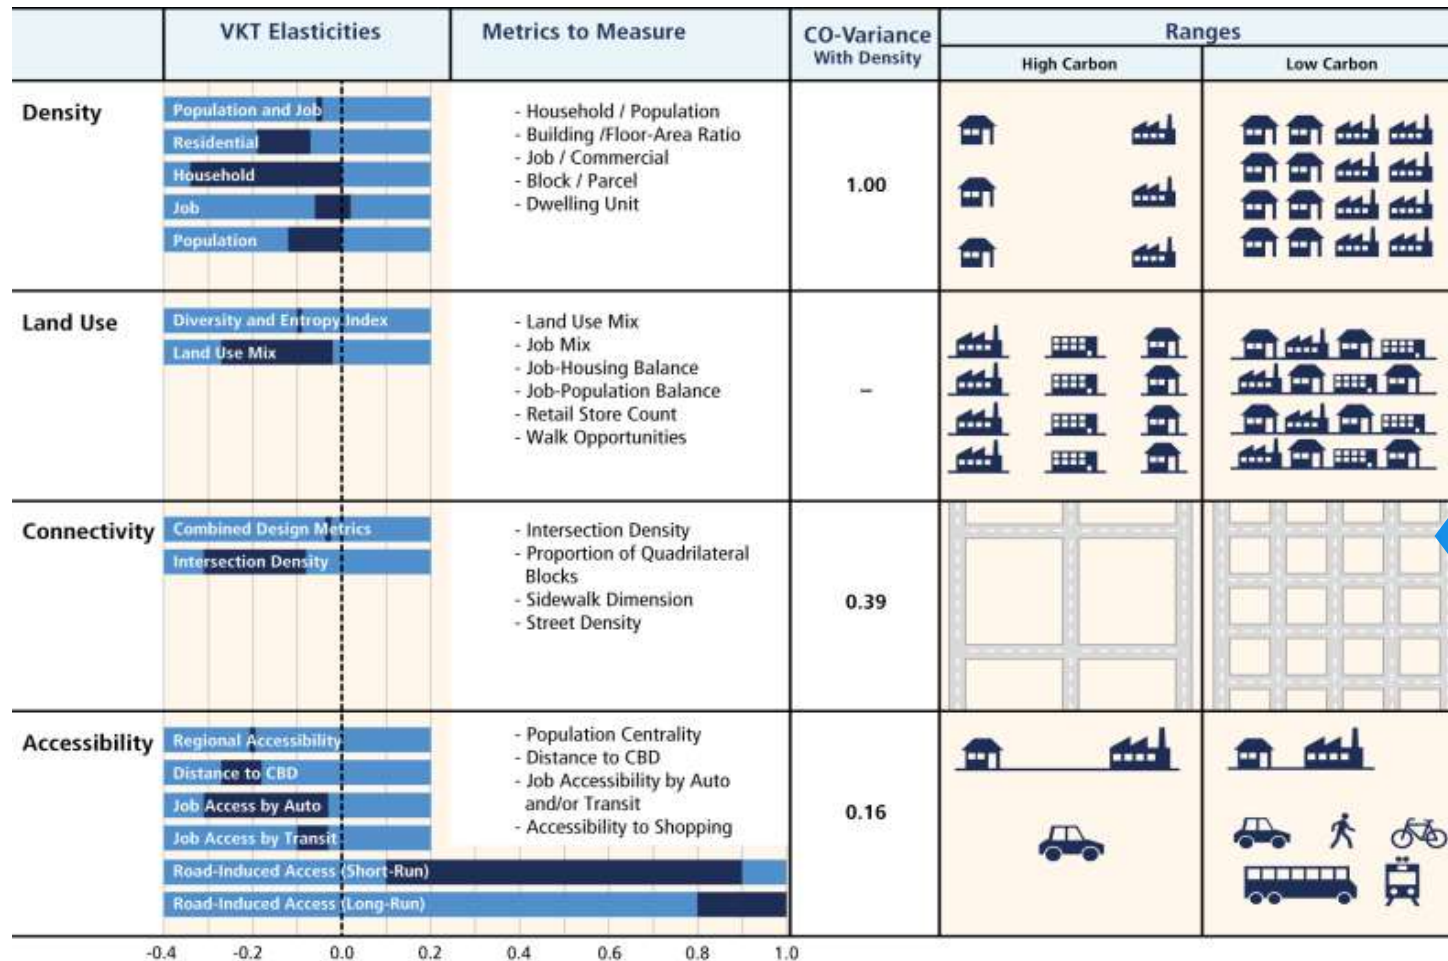 VKT Elasticities
Metrics to Measure
CO-Variance
With Density
Ranges
High Carbon
Low Carbon
Density
Population and Job
Residential
Household
Job
Population
- Household / Population
- Building /Floor-Area Ratio
- Job / Commercial
- Block / Parcel
- Dwelling Unit
1.00
Land Use
Diversity and Entropy Index
Land Use Mix
- Land Use Mix
- Job Mix
- Job-Housing Balance
- Job-Population Balance
- Retail Store Count
- Walk Opportunities
–
Connectivity
Combined Design Metrics
Intersection Density
- Intersection Density
- Proportion of Quadrilateral
Blocks
- Sidewalk Dimension
- Street Density
0.39
Accessibility
Regional Accessibility
Distance to CBD
Job Access by Auto
Job Access by Transit
Road-Induced Access (Short-Run)
Road-Induced Access (Long-Run)
- Population Centrality
- Distance to CBD
- Job Accessibility by Auto
and/or Transit
- Accessibility to Shopping
0.16
-0.4 -0.2 0.0 0.2 0.4 0.6 0.8 1.0